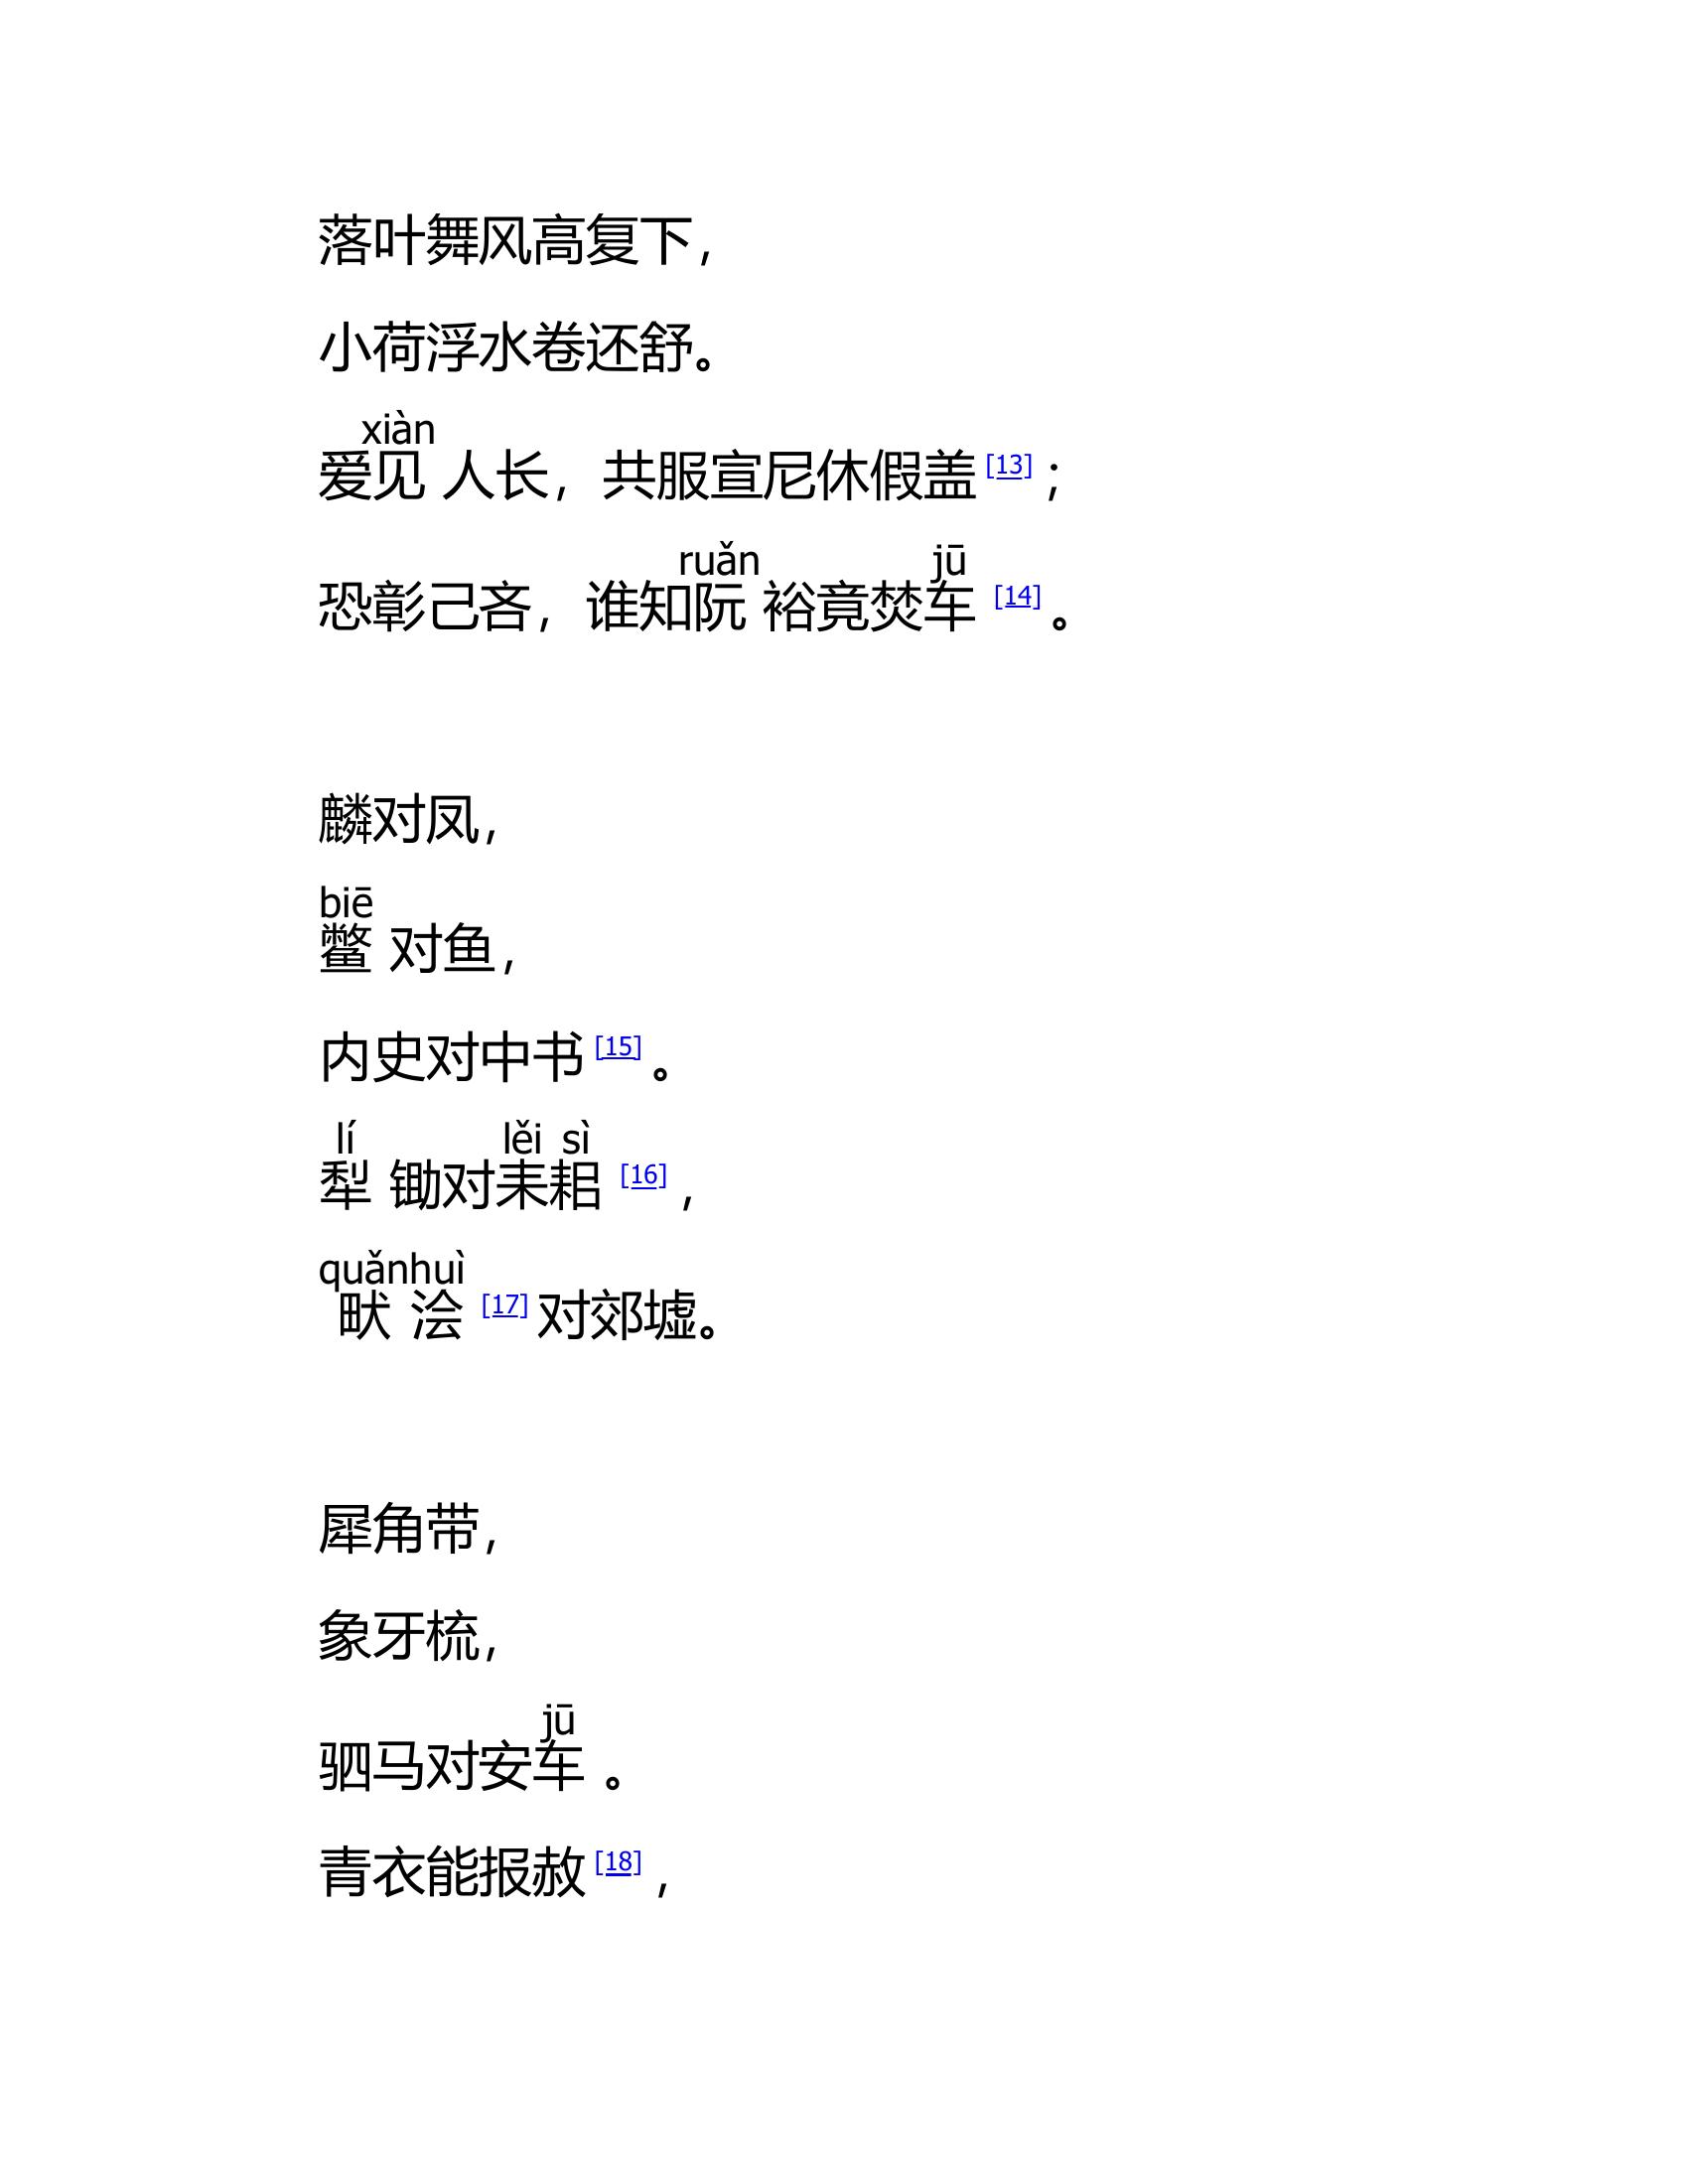 落叶舞风高复下，
小荷浮水卷还舒。
xiàn
爱见 人长，共服宣尼休假盖[13]；
ruǎn jū
恐彰己吝，谁知阮 裕竟焚车 [14]。
麟对凤，
biē
鳖 对鱼，
内史对中书[15]。
lí lěi sì
犁 锄对耒耜 [16]，
quǎnhuì
畎 浍 [17]对郊墟。
犀角带，
象牙梳，
jū
驷马对安车 。
青衣能报赦[18]，